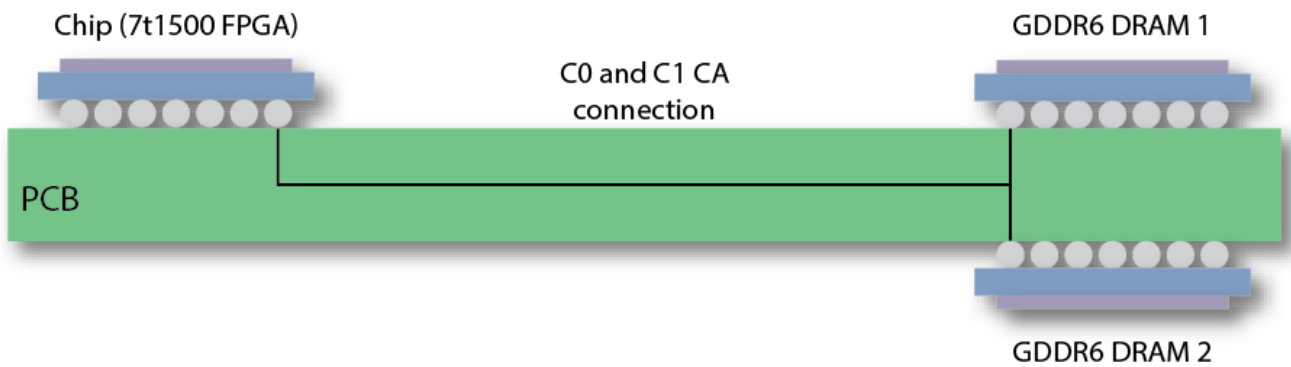 Chip (7t1500 FPGA)
GDDR6 DRAM 1
C0 and C1 CA
connection
PCB
GDDR6 DRAM 2